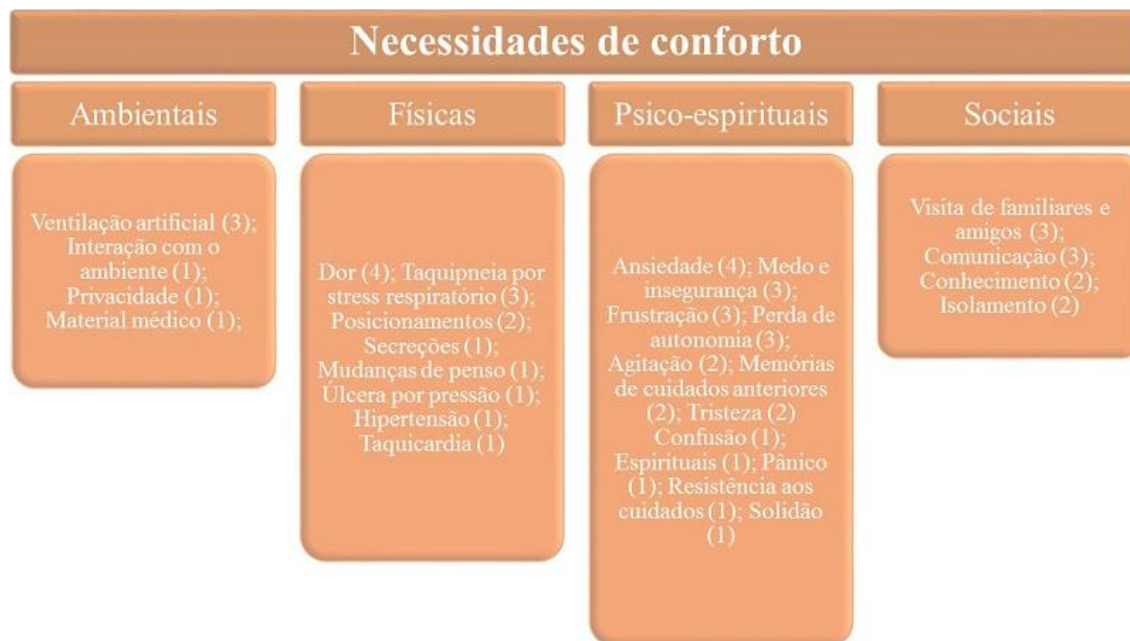 Necessidades de conforto
Ambientais
Ventilação artificial (3);
Interação com o
ambiente (1);
Privacidade (1);
Material médico (1);
Físicas
Dor (4); Taquipneia por
stress respiratório (3);
Posicionamentos (2);
Secreções (1);
Mudanças de penso (1);
Úlcera por pressão (1);
Hipertensão (1);
Taquicardia (1)
Psico-espirituais
Ansiedade (4); Medo e
insegurança (3);
Frustração (3); Perda de
autonomia (3);
Agitação (2); Memórias
de cuidados anteriores
(2); Tristeza (2)
Confusão (1);
Espirituais (1); Pânico
(1); Resistência aos
cuidados (1); Solidão
(1)
Sociais
Visita de familiares e
amigos (3);
Comunicação (3);
Conhecimento (2);
Isolamento (2)